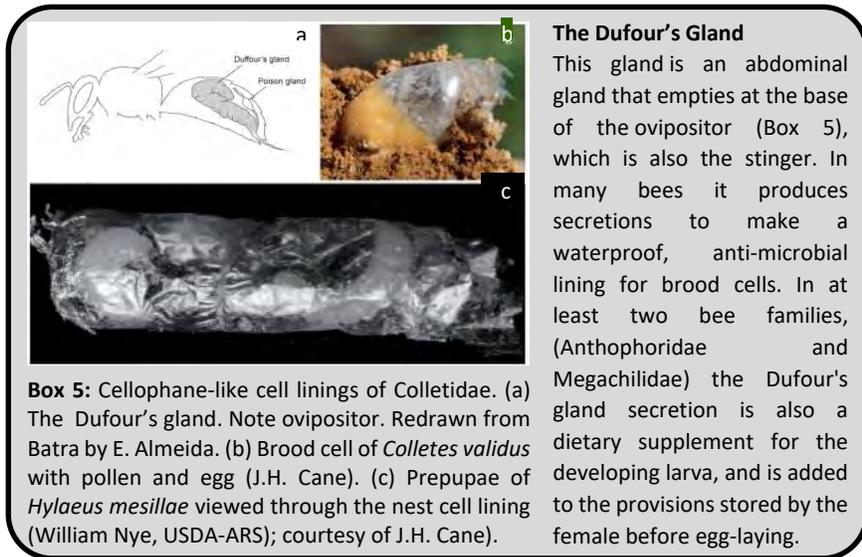 a
Duffour's gland
Poison gland
b
c
Box 5: Cellophane-like cell linings of Colletidae. (a)
The Dufour's gland. Note ovipositor. Redrawn from
Batra by E. Almeida. (b) Brood cell of Colletes validus
with pollen and egg (J.H. Cane). (c) Prepupae of
Hylaeus mesillae viewed through the nest cell lining
(William Nye, USDA-ARS); courtesy of J.H. Cane).
The Dufour's Gland
This gland is an abdominal
gland that empties at the base
of the ovipositor (Box 5),
which is also the stinger. In
many bees it produces
secretions to make a
waterproof, anti-microbial
lining for brood cells. In at
least two bee families,
(Anthophoridae and
Megachilidae) the Dufour's
gland secretion is also a
dietary supplement for the
developing larva, and is added
to the provisions stored by the
female before egg-laying.